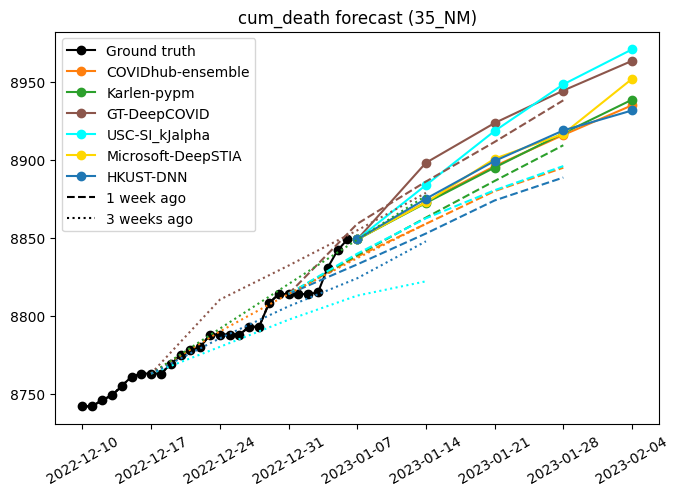 cum_death forecast (35_NM)
Ground truth
COVIDhub-ensemble
Karlen-pypm
GT-DeepCOVID
USC-SI_kJalpha
Microsoft-DeepSTIA
HKUST-DNN
1 week ago
3 weeks ago
8950
8900
8850
8800
8750
2022-12-10
2022-12-17
2022-12-24
2022-12-31
2023-01-07
2023-01-14
2023-01-21
2023-01-28
2023-02-04